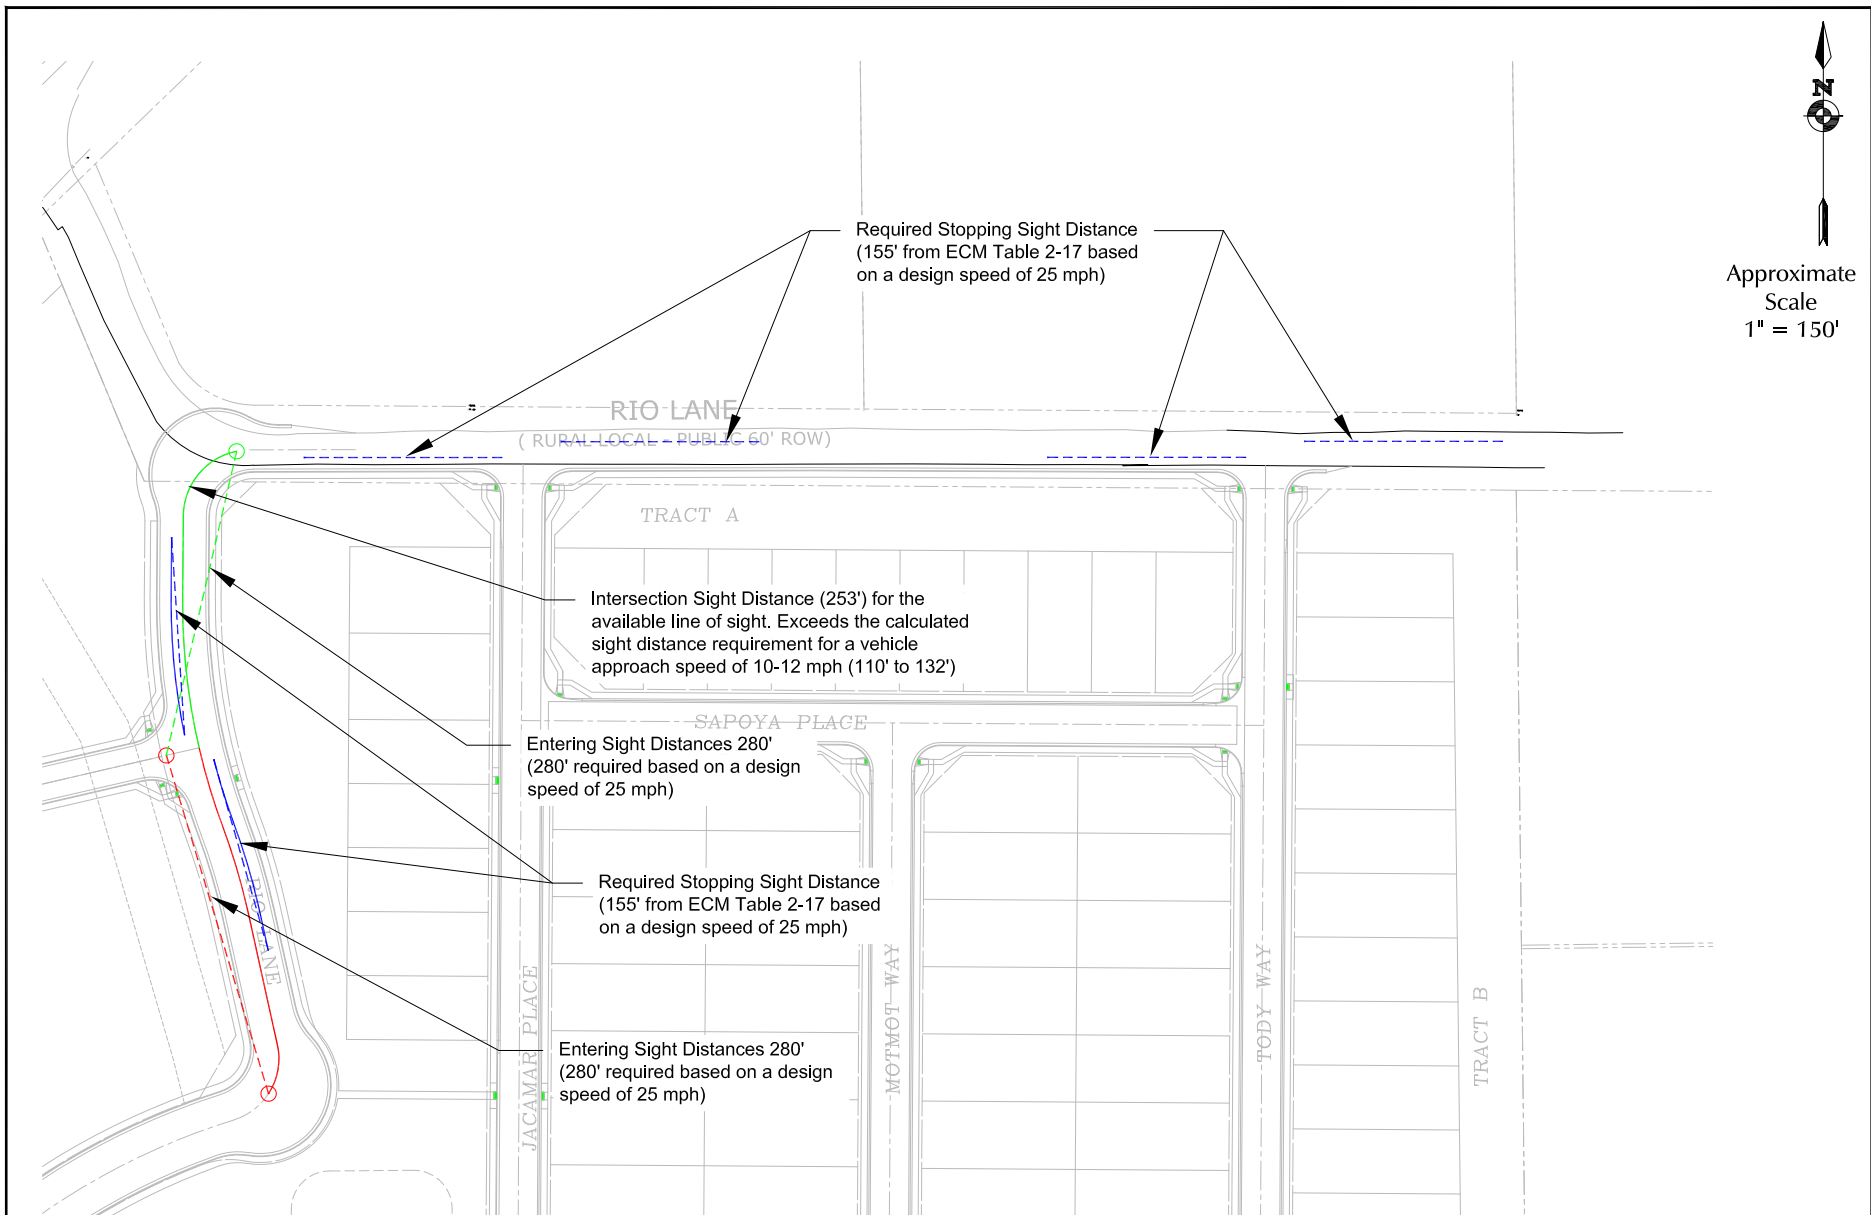 N
Approximate
Scale
1" = 150'
Required Stopping Sight Distance
(155' from ECM Table 2-17 based
on a design speed of 25 mph)
RIO LANE
( RURAL LOCAL - PUBLIC 60' ROW)
TRACT A
Intersection Sight Distance (253') for the
available line of sight. Exceeds the calculated
sight distance requirement for a vehicle
approach speed of 10-12 mph (110' to 132')
SAPOYA PLACE
Entering Sight Distances 280'
(280' required based on a design
speed of 25 mph)
Required Stopping Sight Distance
(155' from ECM Table 2-17 based
on a design speed of 25 mph)
RIO LANE
Entering Sight Distances 280'
(280' required based on a design
speed of 25 mph)
JACAMAR PLACE
MOTMOT WAY
TODY WAY
TRACT B